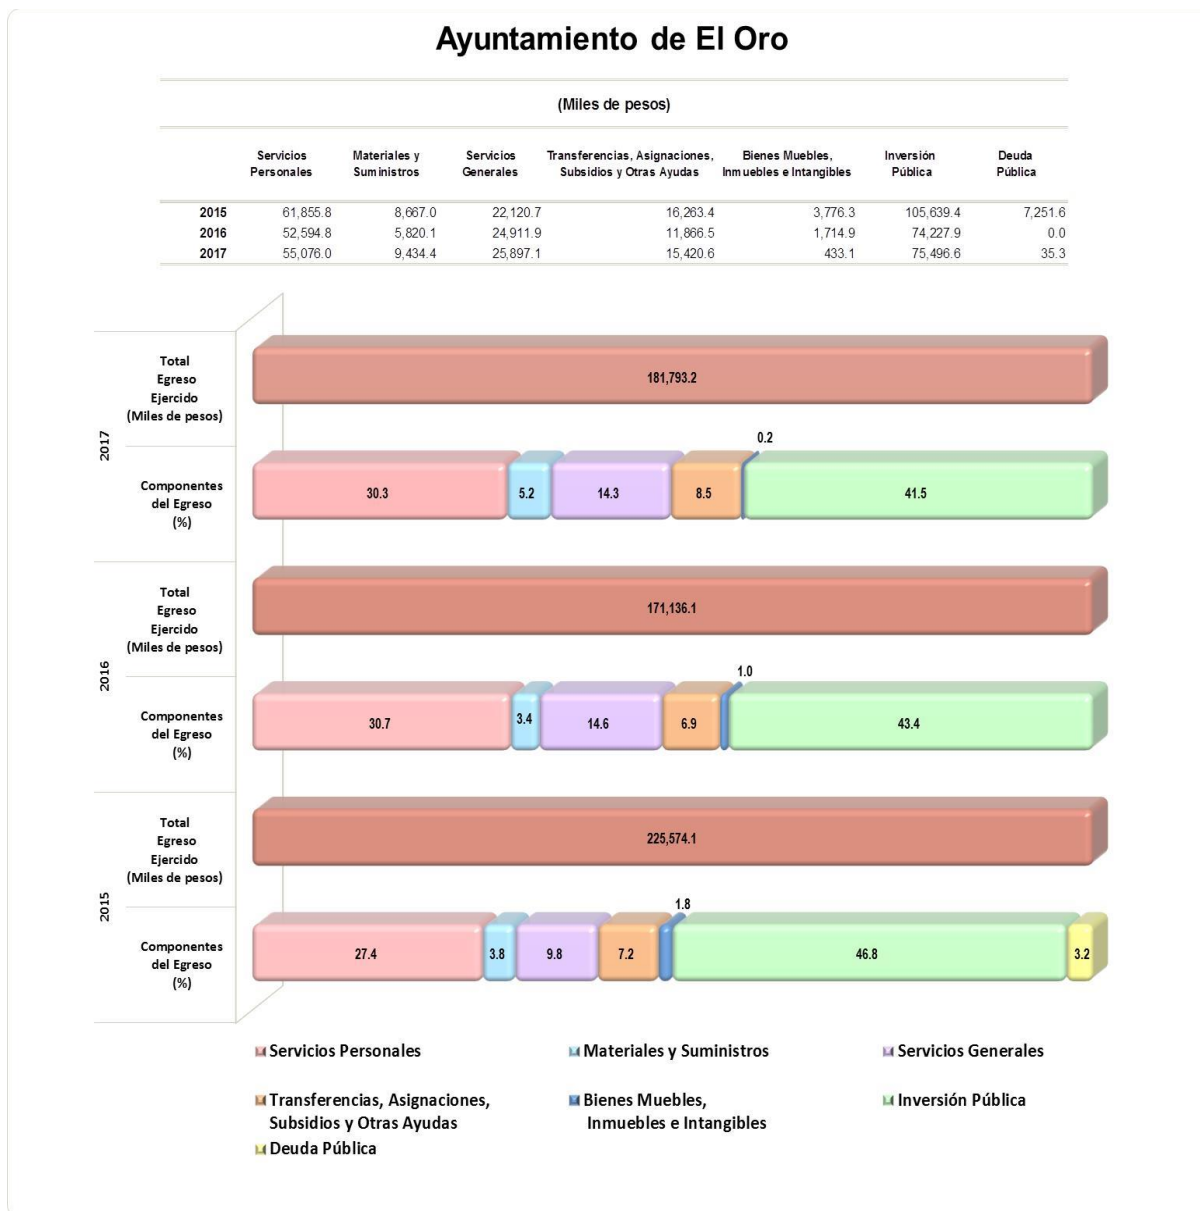 Ayuntamiento de El Oro
(Miles de pesos)
Servicios Personales Materiales y Suministros Servicios Generales Transferencias, Asignaciones, Subsidios y Otras Ayudas Bienes Muebles, Inmuebles e Intangibles Inversión Pública Deuda Pública
2015 61,855.8 8,667.0 22,120.7 16,263.4 3,776.3 105,639.4 7,251.6
2016 52,594.8 5,820.1 24,911.9 11,866.5 1,714.9 74,227.9 0.0
2017 55,076.0 9,434.4 25,897.1 15,420.6 433.1 75,496.6 35.3
2017
Total
Egreso
Ejercido
(Miles de pesos)
181,793.2
0.2
Componentes
del Egreso
(%)
30.3 5.2 14.3 8.5 41.5
2016
Total
Egreso
Ejercido
(Miles de pesos)
171,136.1
1.0
Componentes
del Egreso
(%)
30.7 3.4 14.6 6.9 43.4
2015
Total
Egreso
Ejercido
(Miles de pesos)
225,574.1
1.8
Componentes
del Egreso
(%)
27.4 3.8 9.8 7.2 46.8 3.2
Servicios Personales
Materiales y Suministros
Servicios Generales
Transferencias, Asignaciones,
Subsidios y Otras Ayudas
Bienes Muebles,
Inmuebles e Intangibles
Inversión Pública
Deuda Pública